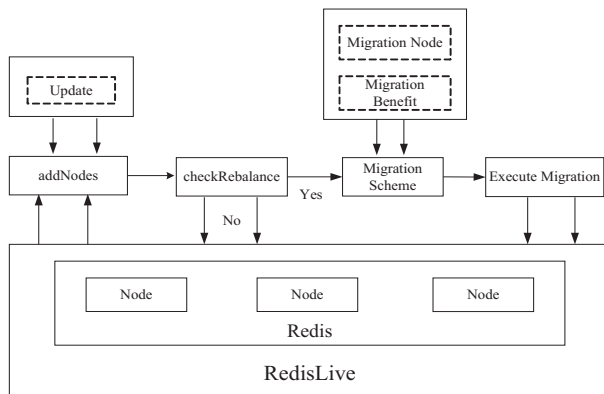 Migration Node
Update
Migration
Benefit
addNodes
checkRebalance
Yes
Migration
Scheme
Execute Migration
No
Node
Node
Node
Redis
RedisLive